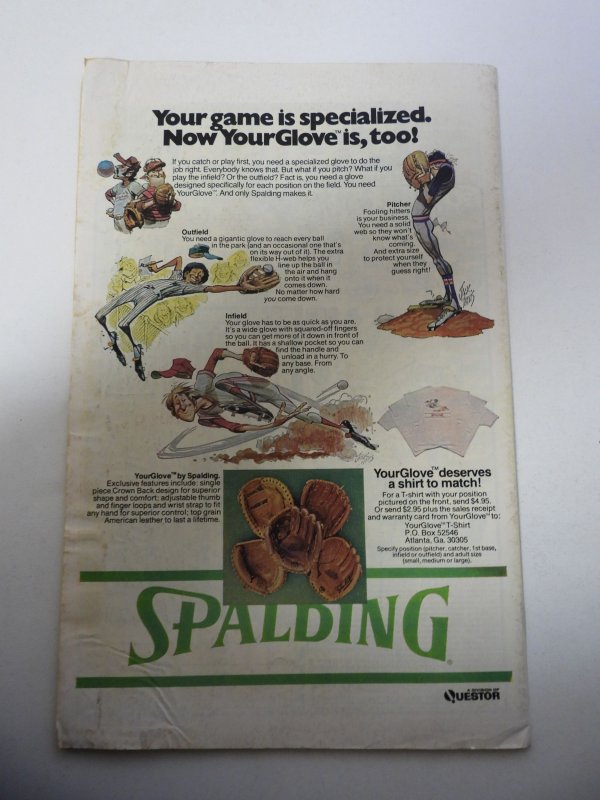 Your game is specialized.
Now YourGlove™ is, too!
If you catch or play first, you need a specialized glove to do the
job right. Everybody knows that. But what if you pitch? What if you
play the infield? Or the outfield? Fact is, you need a glove
designed specifically for each position on the field. You need
YourGlove™. And only Spalding makes it.
Pitcher
Fooling hitters
is your business.
You need a solid
web so they won't
know what's
coming.
And extra size
to protect yourself
when they
guess right!
Outfield
You need a gigantic glove to reach every ball
in the park (and an occasional one that's
on its way out of it). The extra
flexible H-web helps you
line up the ball in
the air and hang
onto it when it
comes down.
No matter how hard
you come down.
Infield
Your glove has to be as quick as you are.
It's a wide glove with squared-off fingers
so you can get more of it down in front of
the ball. It has a shallow pocket so you can
find the handle and
unload in a hurry. To
any base. From
any angle.
YourGlove™ by Spalding.
Exclusive features include: single
piece Crown Back design for superior
shape and comfort; adjustable thumb
and finger loops and wrist strap to fit
any hand for superior control; top grain
American leather to last a lifetime.
YourGlove™ deserves
a shirt to match!
For a T-shirt with your position
pictured on the front, send $4.95.
Or send $2.95 plus the sales receipt
and warranty card from YourGlove™ to:
YourGlove™ T-Shirt
P.O. Box 52546
Atlanta, Ga. 30305
Specify position (pitcher, catcher, 1st base,
infield or outfield) and adult size
(small, medium or large).
SPALDING®
A DIVISION OF
QUESTOR